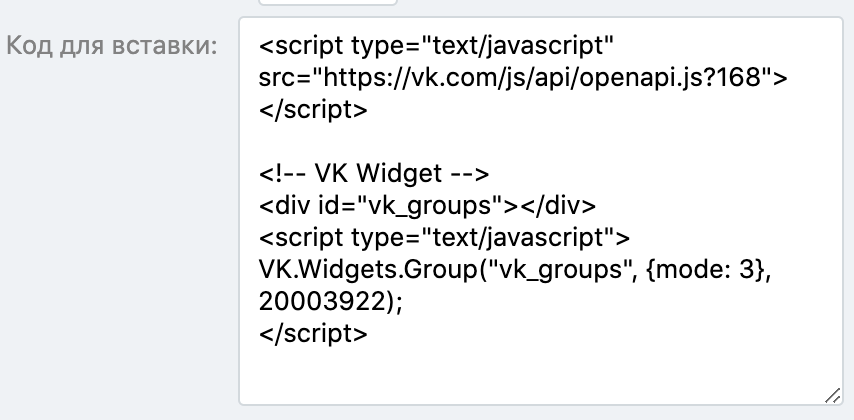 Код для вставки:
<script type="text/javascript"
src="https://vk.com/js/api/openapi.js?168">
</script>
<!-- VK Widget -->
<div id="vk_groups"></div>
<script type="text/javascript">
VK.Widgets.Group("vk_groups", {mode: 3},
20003922);
</script>